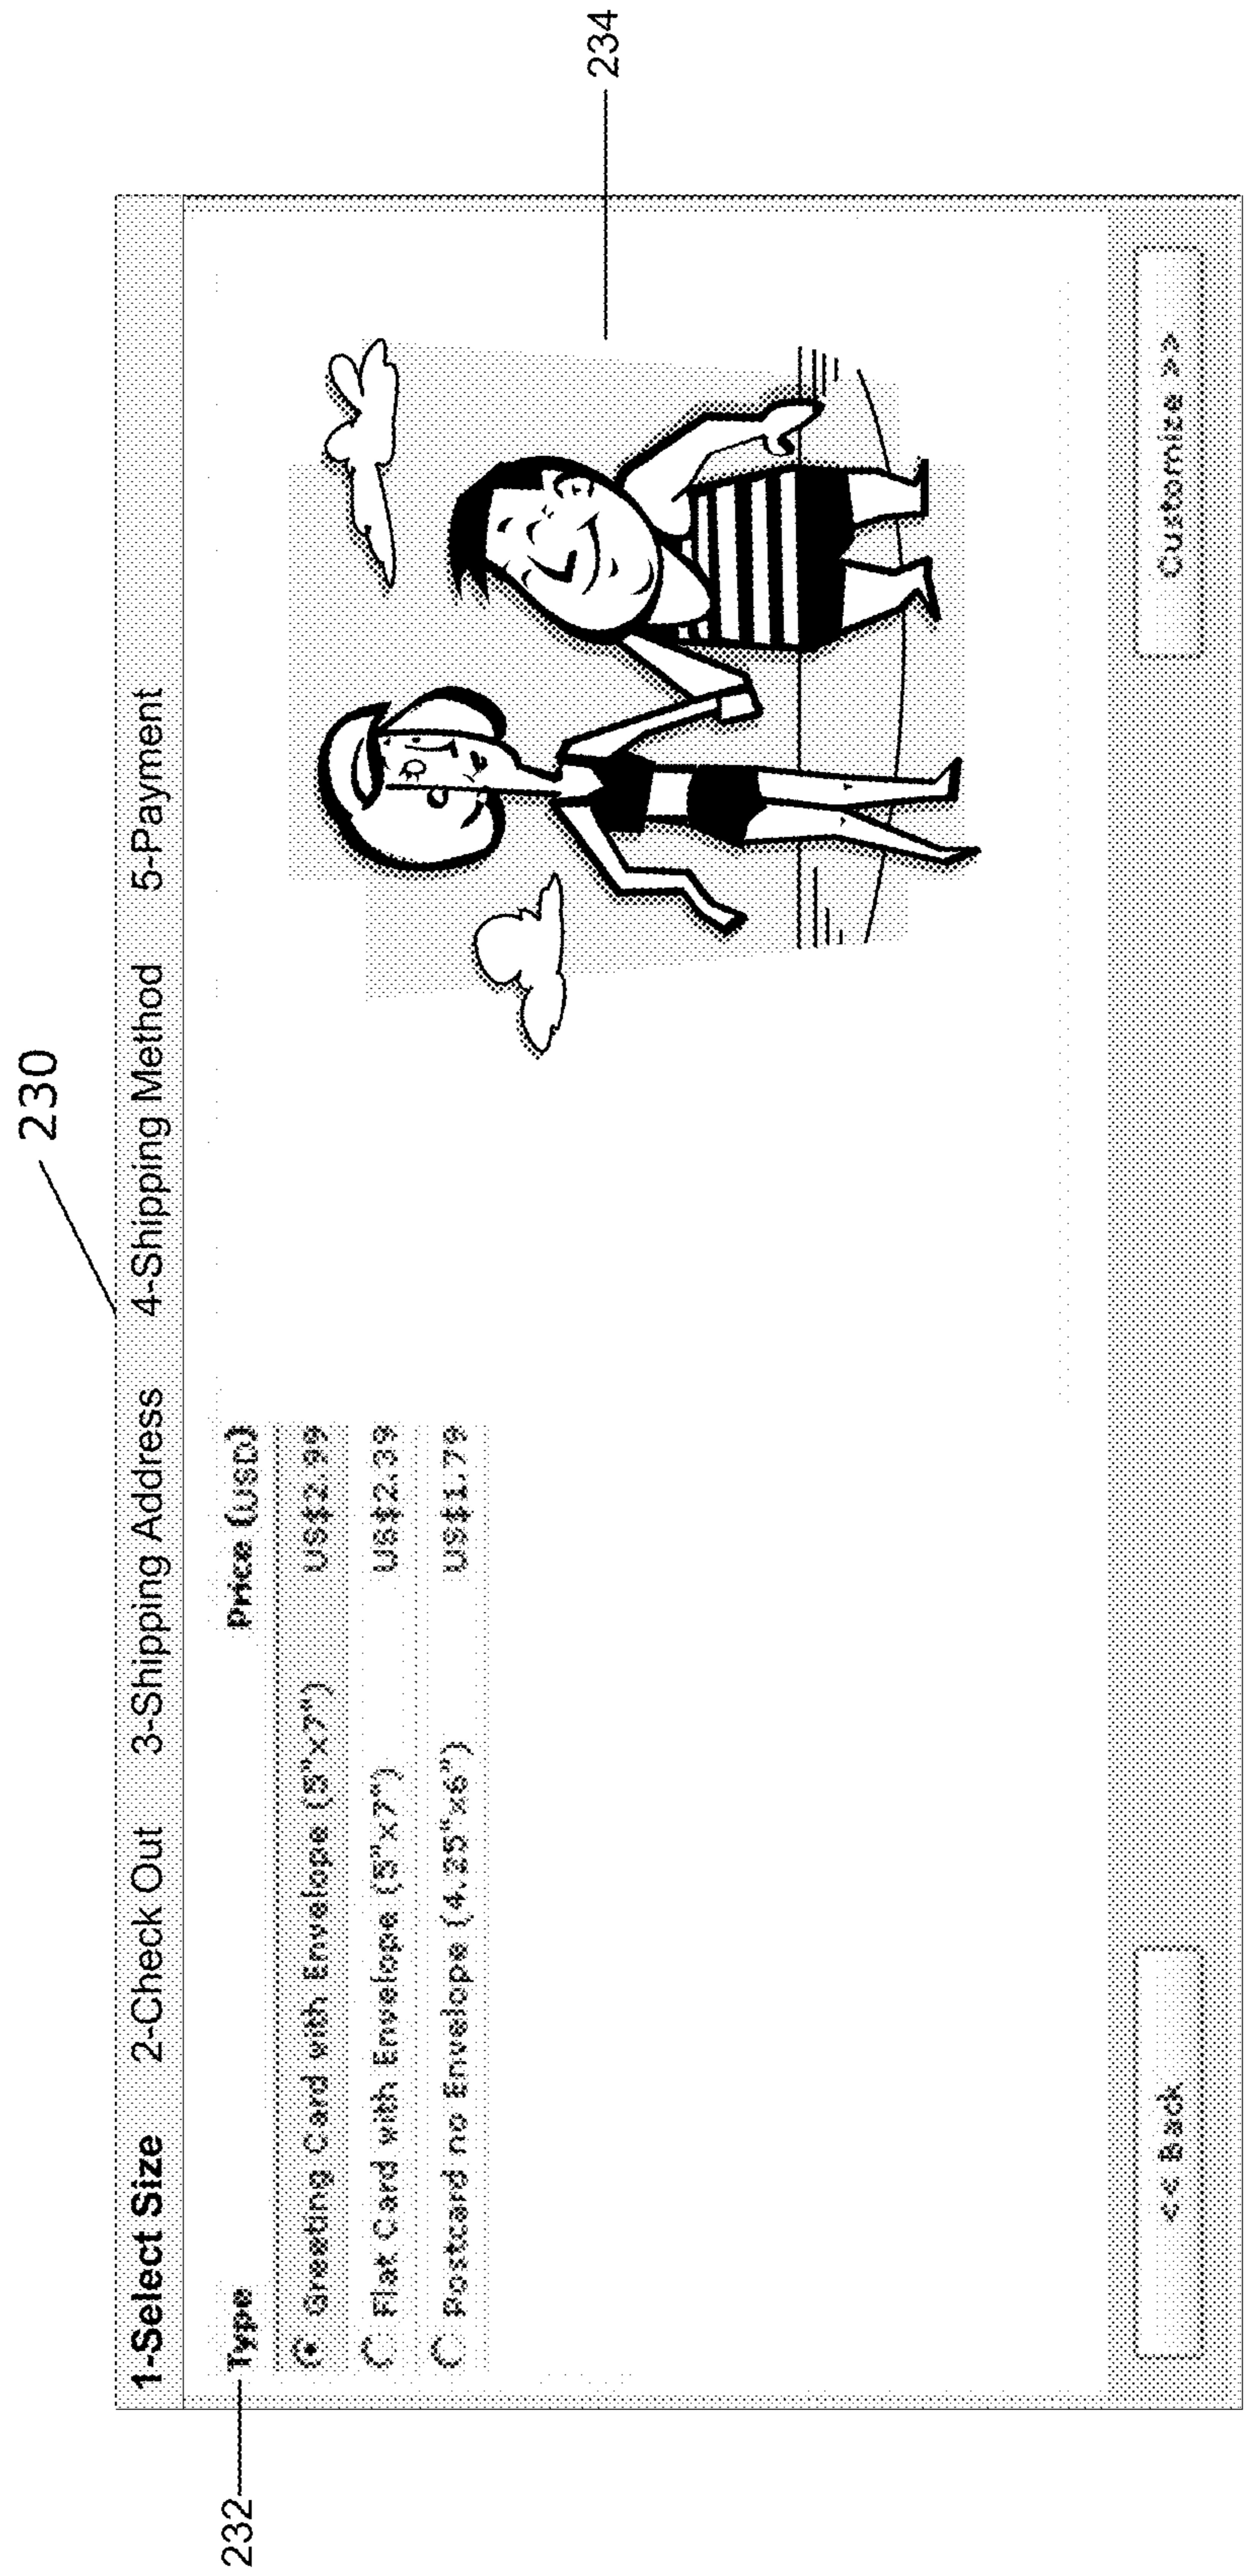 230
1-Select Size 2-Check Out 3-Shipping Address 4-Shipping Method 5-Payment
232
Type Price (USD)
Greeting Card with Envelope (5"x7") US$2.99
Flat Card with Envelope (5"x7") US$2.39
Postcard no Envelope (4.25"x6") US$1.79
234
<< Back Customize >>